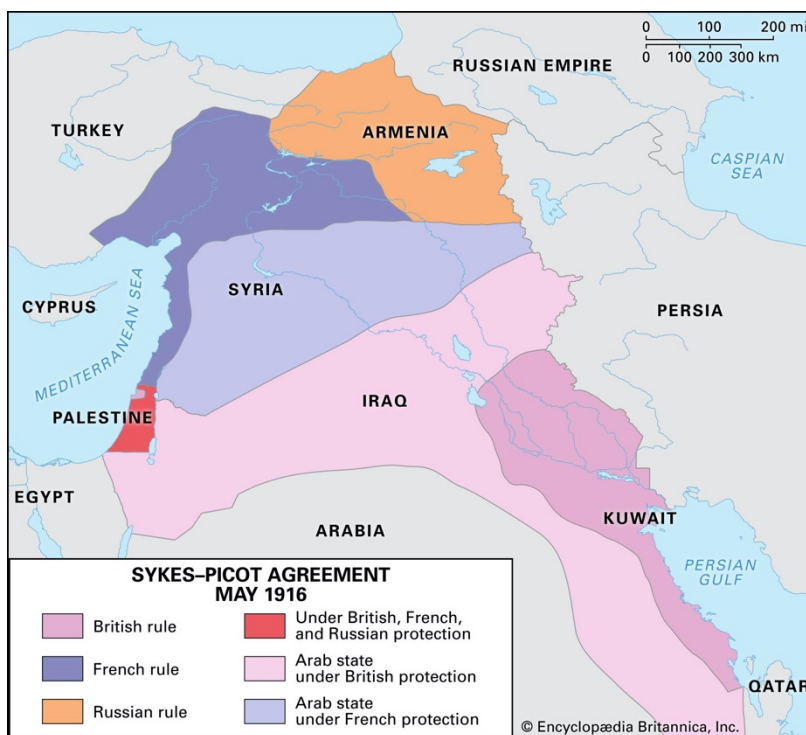 0 100 200 mi
0 100 200 300 km
RUSSIAN EMPIRE
TURKEY
ARMENIA
CASPIAN
SEA
SYRIA
CYPRUS
MEDITERRANEAN SEA
PERSIA
IRAQ
PALESTINE
EGYPT
ARABIA
KUWAIT
PERSIAN
GULF
QATAR
SYKES–PICOT AGREEMENT
MAY 1916
British rule
French rule
Russian rule
Under British, French,
and Russian protection
Arab state
under British protection
Arab state
under French protection
© Encyclopædia Britannica, Inc.